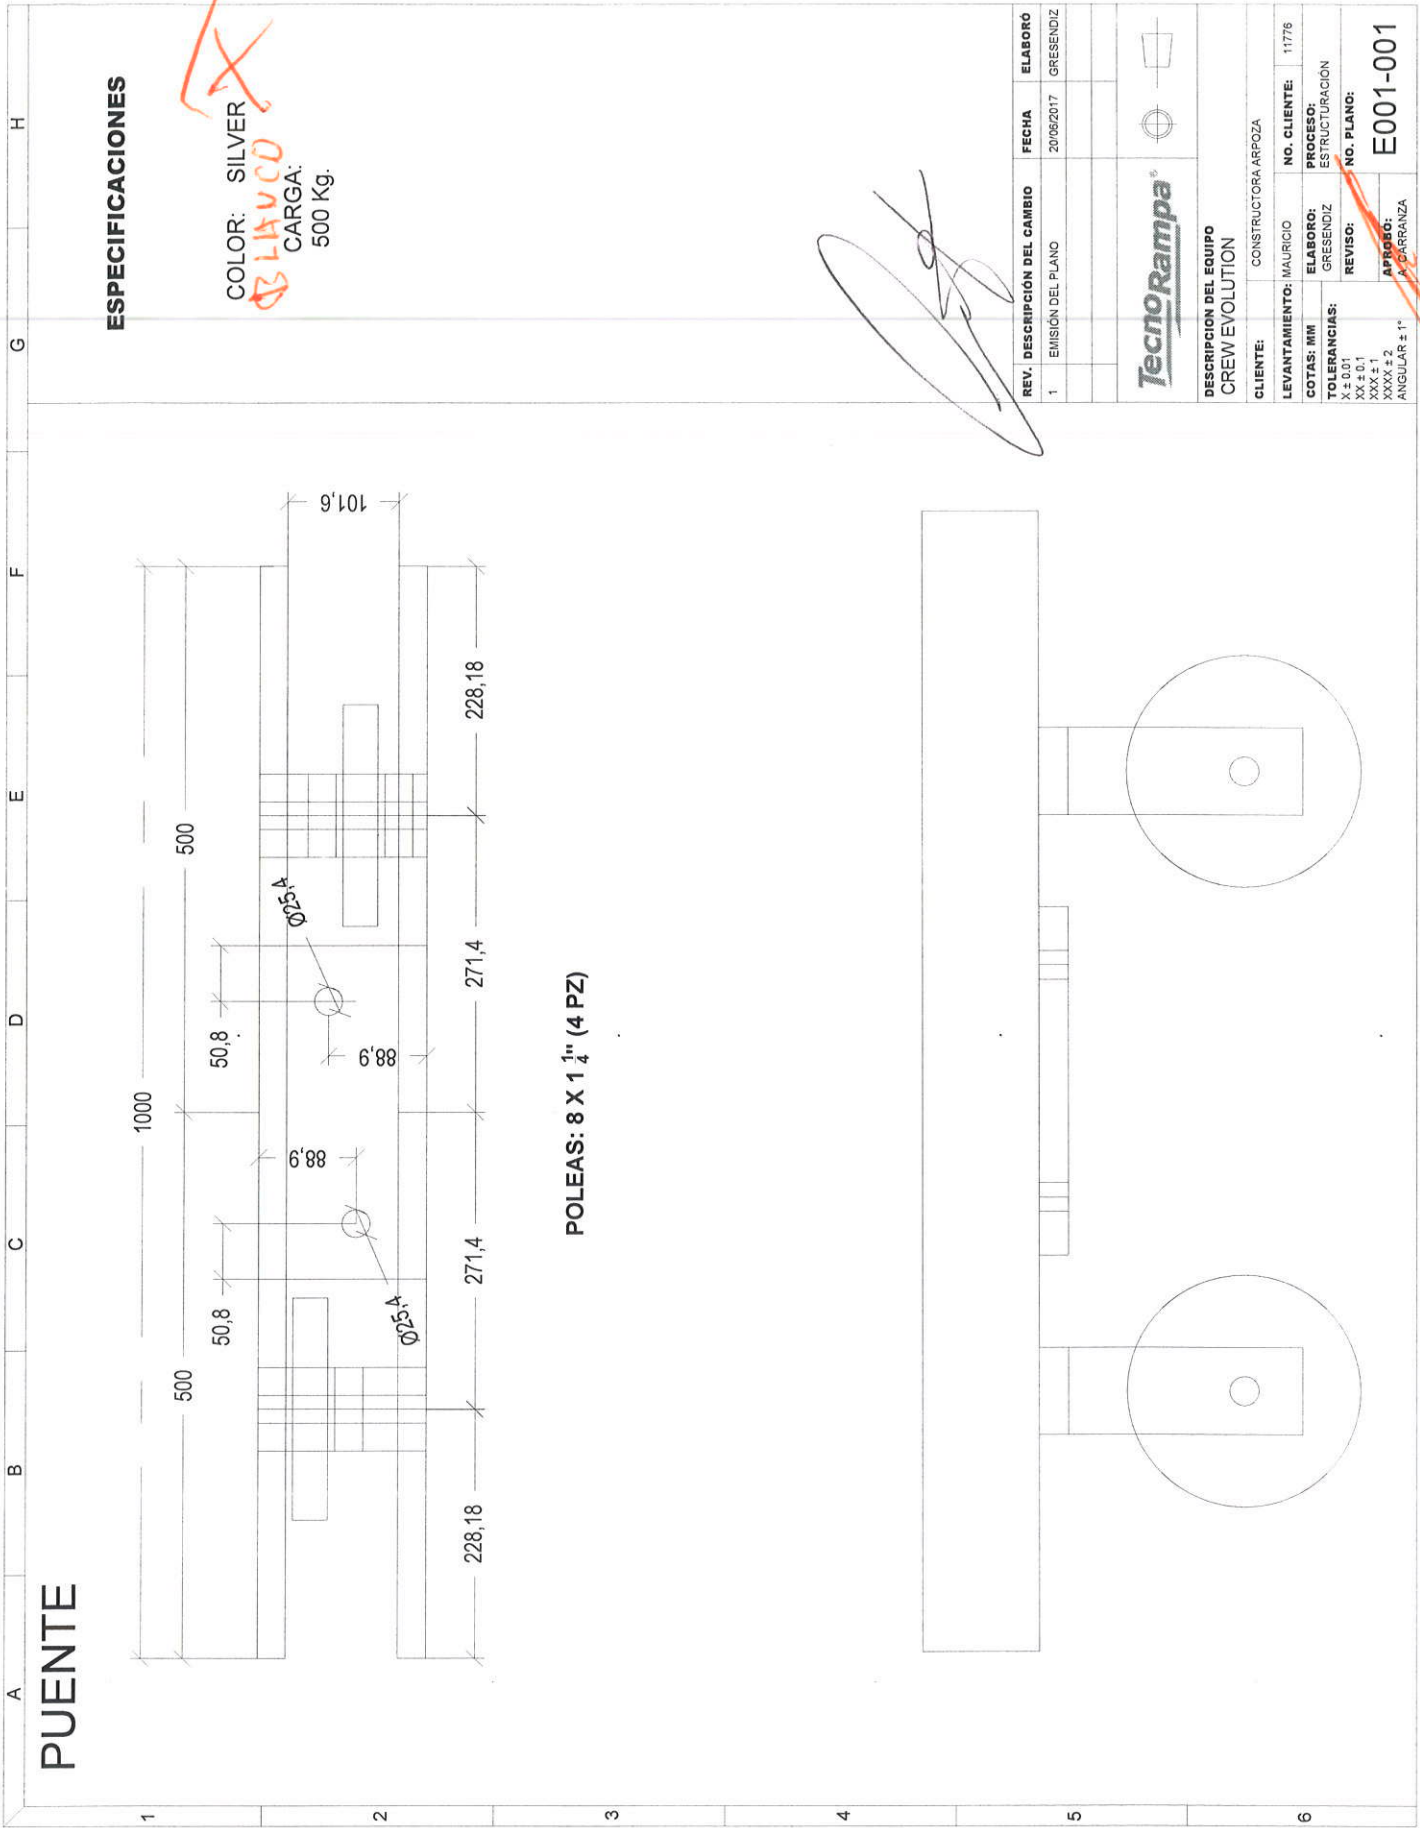 A
B
C
D
E
F
G
H
1
2
3
4
5
6
PUENTE
1000
500
500
50,8
50,8
Ø25,4
Ø25,4
88,9
88,9
101,6
228,18
271,4
271,4
228,18
POLEAS: 8 X 1 1/4" (4 PZ)
ESPECIFICACIONES
COLOR: SILVER
BLANCO
CARGA:
500 Kg.
REV. DESCRIPCIÓN DEL CAMBIO FECHA ELABORÓ
1 EMISIÓN DEL PLANO 20/06/2017 GRESENDIZ
TecnoRampa®
DESCRIPCION DEL EQUIPO
CREW EVOLUTION
CLIENTE: CONSTRUCTORA ARPOZA
LEVANTAMIENTO: MAURICIO NO. CLIENTE: 11776
COTAS: MM
ELABORO:
GRESENDIZ
PROCESO:
ESTRUCTURACIÓN
TOLERANCIAS:
X ± 0.01
XX ± 0.1
XXX ± 1
XXXX ± 2
ANGULAR ± 1°
REVISO:
APROBO:
A. CARRANZA
NO. PLANO:
E001-001